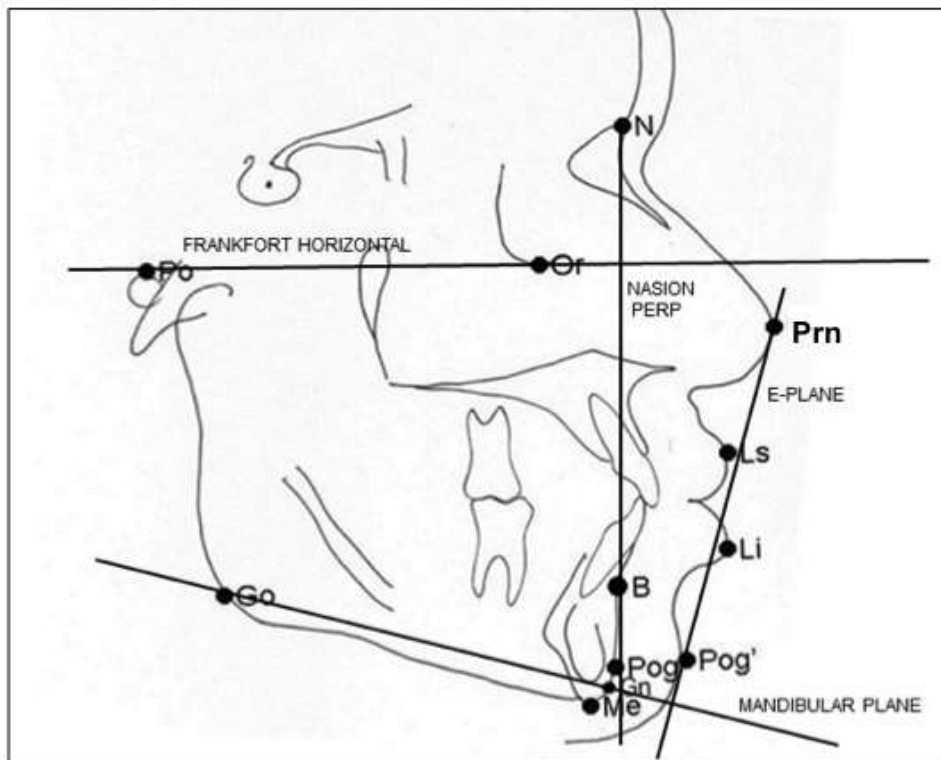 N
FRANKFORT HORIZONTAL
Po
Or
NASION
PERP
Prn
E-PLANE
Ls
Li
Go
B
Pog
Pog'
Gn
Me
MANDIBULAR PLANE